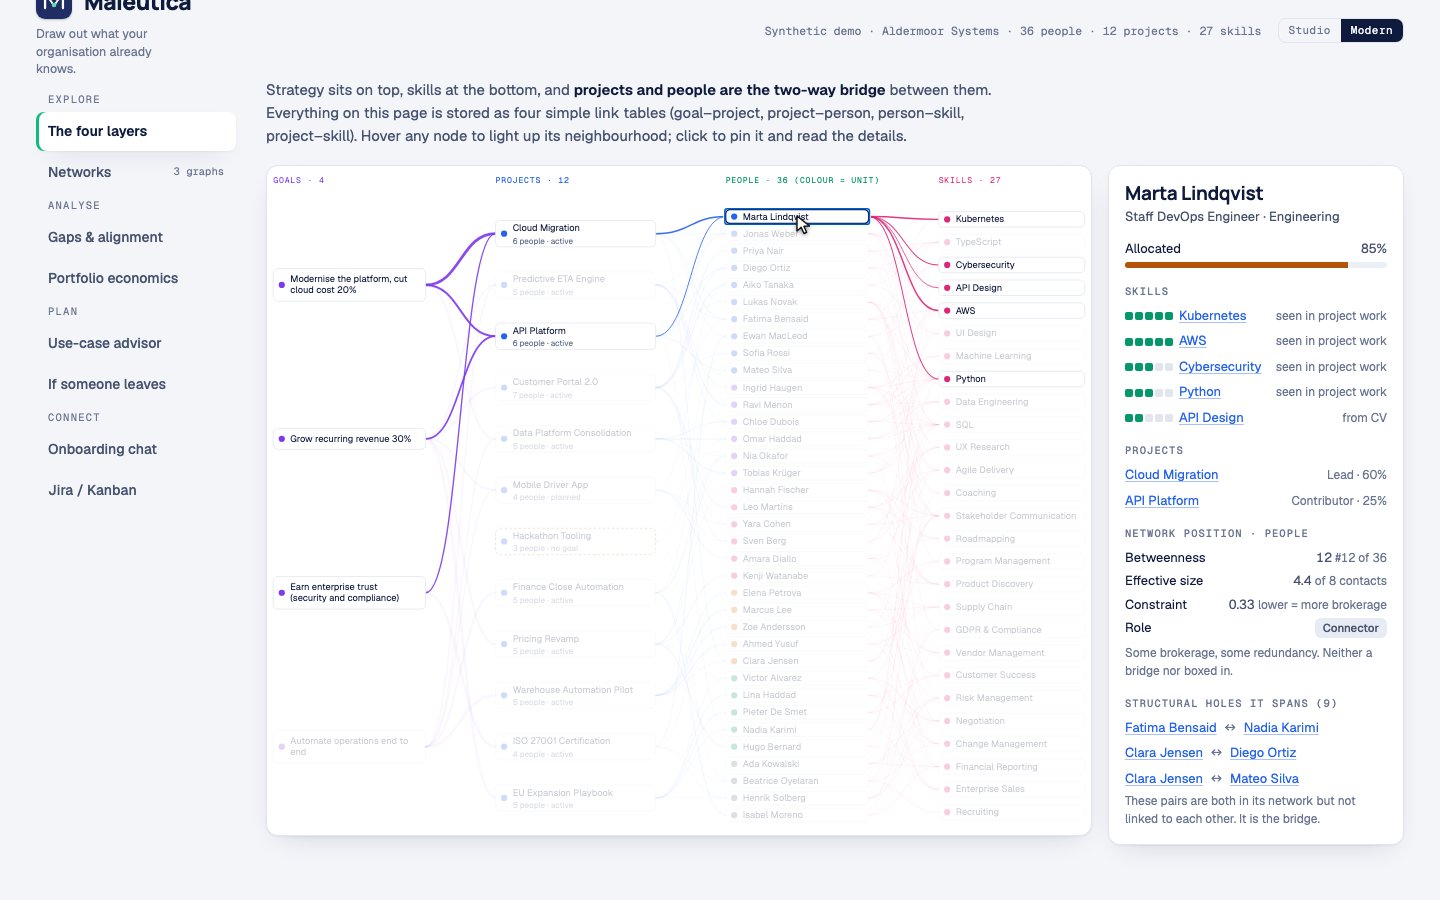 Maieutica
Draw out what your
organisation already
knows.
Synthetic demo · Aldermoor Systems · 36 people · 12 projects · 27 skills
Studio
Modern
EXPLORE
The four layers
Networks
3 graphs
ANALYSE
Gaps & alignment
Portfolio economics
PLAN
Use-case advisor
If someone leaves
CONNECT
Onboarding chat
Jira / Kanban
Strategy sits on top, skills at the bottom, and projects and people are the two-way bridge between them.
Everything on this page is stored as four simple link tables (goal–project, project–person, person–skill,
project–skill). Hover any node to light up its neighbourhood; click to pin it and read the details.
GOALS · 4
Modernise the platform, cut
cloud cost 20%
Grow recurring revenue 30%
Earn enterprise trust
(security and compliance)
Automate operations end to
end
PROJECTS · 12
Cloud Migration
6 people · active
Predictive ETA Engine
5 people · active
API Platform
6 people · active
Customer Portal 2.0
7 people · active
Data Platform Consolidation
5 people · active
Mobile Driver App
4 people · planned
Hackathon Tooling
3 people · no goal
Finance Close Automation
5 people · active
Pricing Revamp
5 people · active
Warehouse Automation Pilot
5 people · active
ISO 27001 Certification
4 people · active
EU Expansion Playbook
5 people · active
PEOPLE · 36 (COLOUR = UNIT)
Marta Lindqvist
Jonas Weber
Priya Nair
Diego Ortiz
Aiko Tanaka
Lukas Novak
Fatima Bensaid
Ewan MacLeod
Sofia Rossi
Mateo Silva
Ingrid Haugen
Ravi Menon
Chloe Dubois
Omar Haddad
Nia Okafor
Tobias Krüger
Hannah Fischer
Leo Martins
Yara Cohen
Sven Berg
Amara Diallo
Kenji Watanabe
Elena Petrova
Marcus Lee
Zoe Andersson
Ahmed Yusuf
Clara Jensen
Victor Alvarez
Lina Haddad
Pieter De Smet
Nadia Karimi
Hugo Bernard
Ada Kowalski
Beatrice Oyelaran
Henrik Solberg
Isabel Moreno
SKILLS · 27
Kubernetes
TypeScript
Cybersecurity
API Design
AWS
UI Design
Machine Learning
Python
Data Engineering
SQL
UX Research
Agile Delivery
Coaching
Stakeholder Communication
Roadmapping
Program Management
Product Discovery
Supply Chain
GDPR & Compliance
Vendor Management
Customer Success
Risk Management
Negotiation
Change Management
Financial Reporting
Enterprise Sales
Recruiting
Marta Lindqvist
Staff DevOps Engineer · Engineering
Allocated 85%
SKILLS
Kubernetes seen in project work
AWS seen in project work
Cybersecurity seen in project work
Python seen in project work
API Design from CV
PROJECTS
Cloud Migration Lead · 60%
API Platform Contributor · 25%
NETWORK POSITION · PEOPLE
Betweenness 12 #12 of 36
Effective size 4.4 of 8 contacts
Constraint 0.33 lower = more brokerage
Role Connector
Some brokerage, some redundancy. Neither a
bridge nor boxed in.
STRUCTURAL HOLES IT SPANS (9)
Fatima Bensaid ↔ Nadia Karimi
Clara Jensen ↔ Diego Ortiz
Clara Jensen ↔ Mateo Silva
These pairs are both in its network but not
linked to each other. It is the bridge.